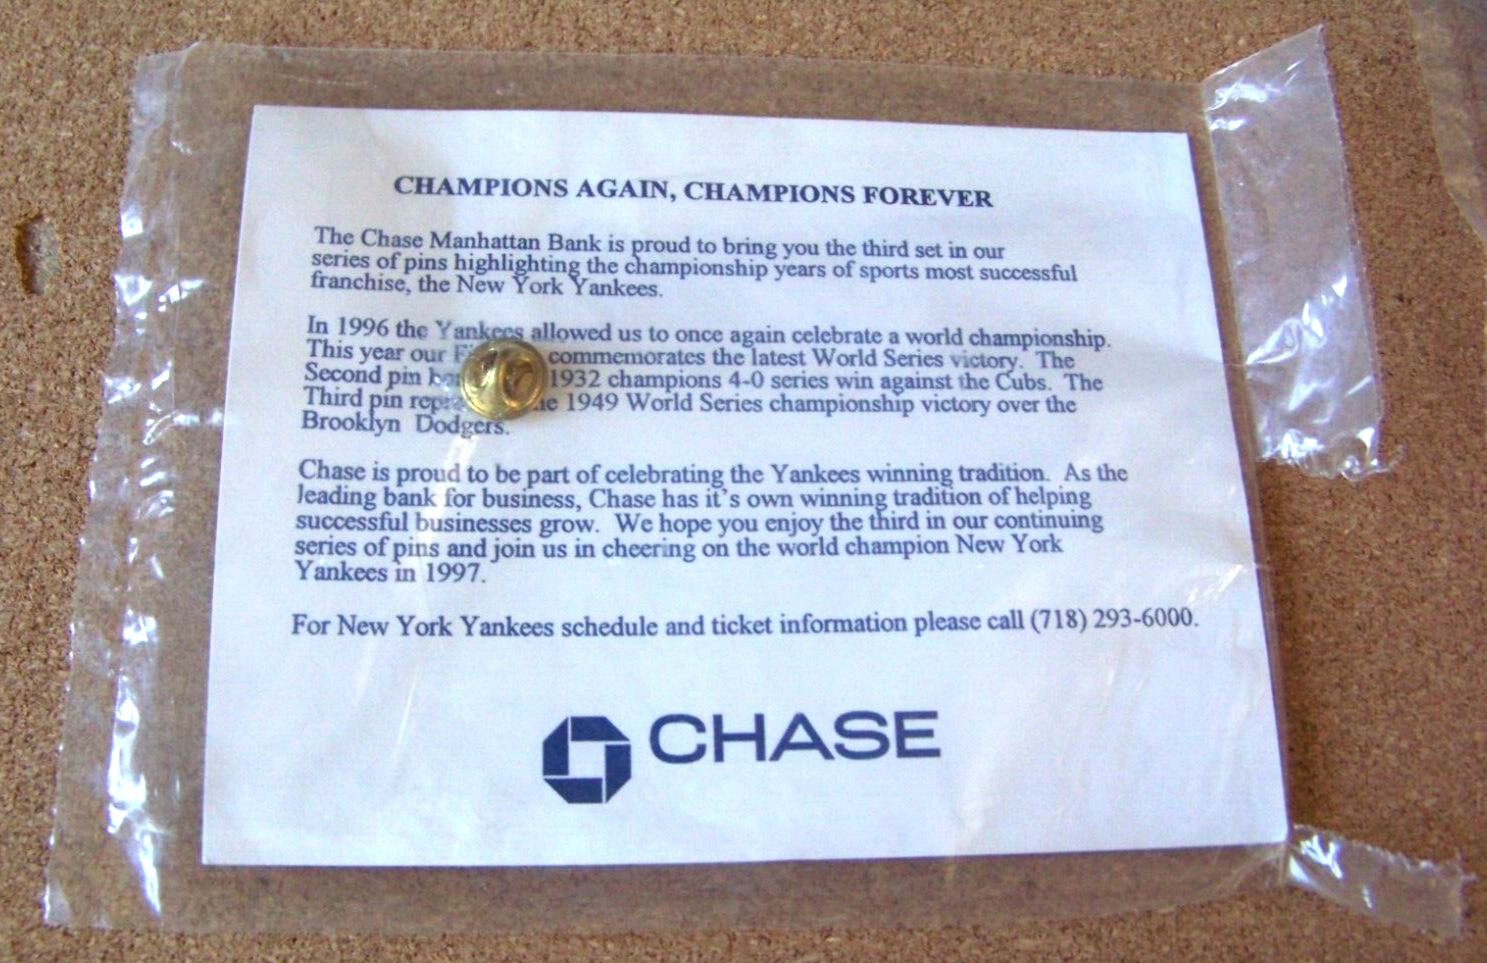 CHAMPIONS AGAIN, CHAMPIONS FOREVER
The Chase Manhattan Bank is proud to bring you the third set in our
series of pins highlighting the championship years of sports most successful
franchise, the New York Yankees.
In 1996 the Yankees allowed us to once again celebrate a world championship.
This year our commemorates the latest World Series victory. The
Second pin 1932 champions 4-0 series win against the Cubs. The
Third pin 1949 World Series championship victory over the
Brooklyn Dodgers.
Chase is proud to be part of celebrating the Yankees winning tradition. As the
leading bank for business, Chase has it's own winning tradition of helping
successful businesses grow. We hope you enjoy the third in our continuing
series of pins and join us in cheering on the world champion New York
Yankees in 1997.
For New York Yankees schedule and ticket information please call (718) 293-6000.
CHASE